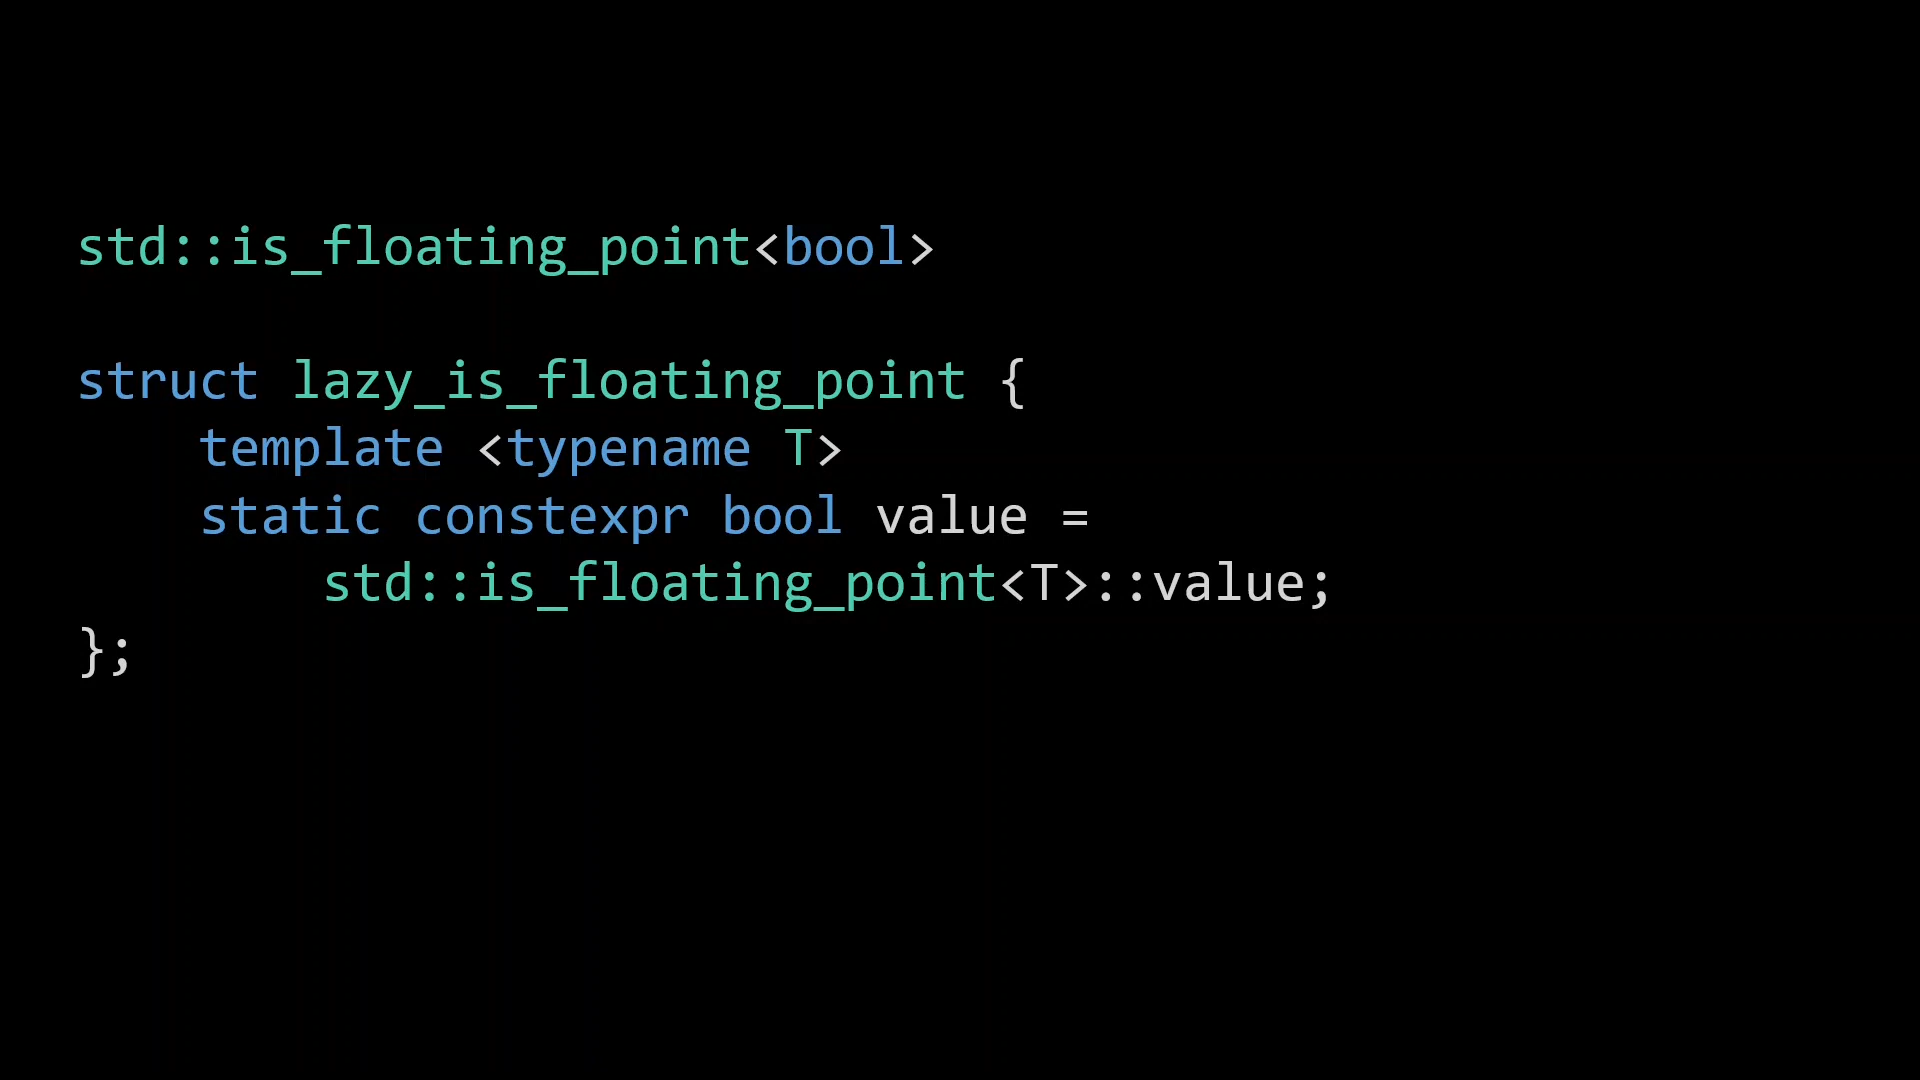 std::is_floating_point<bool>
struct lazy_is_floating_point {
    template <typename T>
    static constexpr bool value =
        std::is_floating_point<T>::value;
};